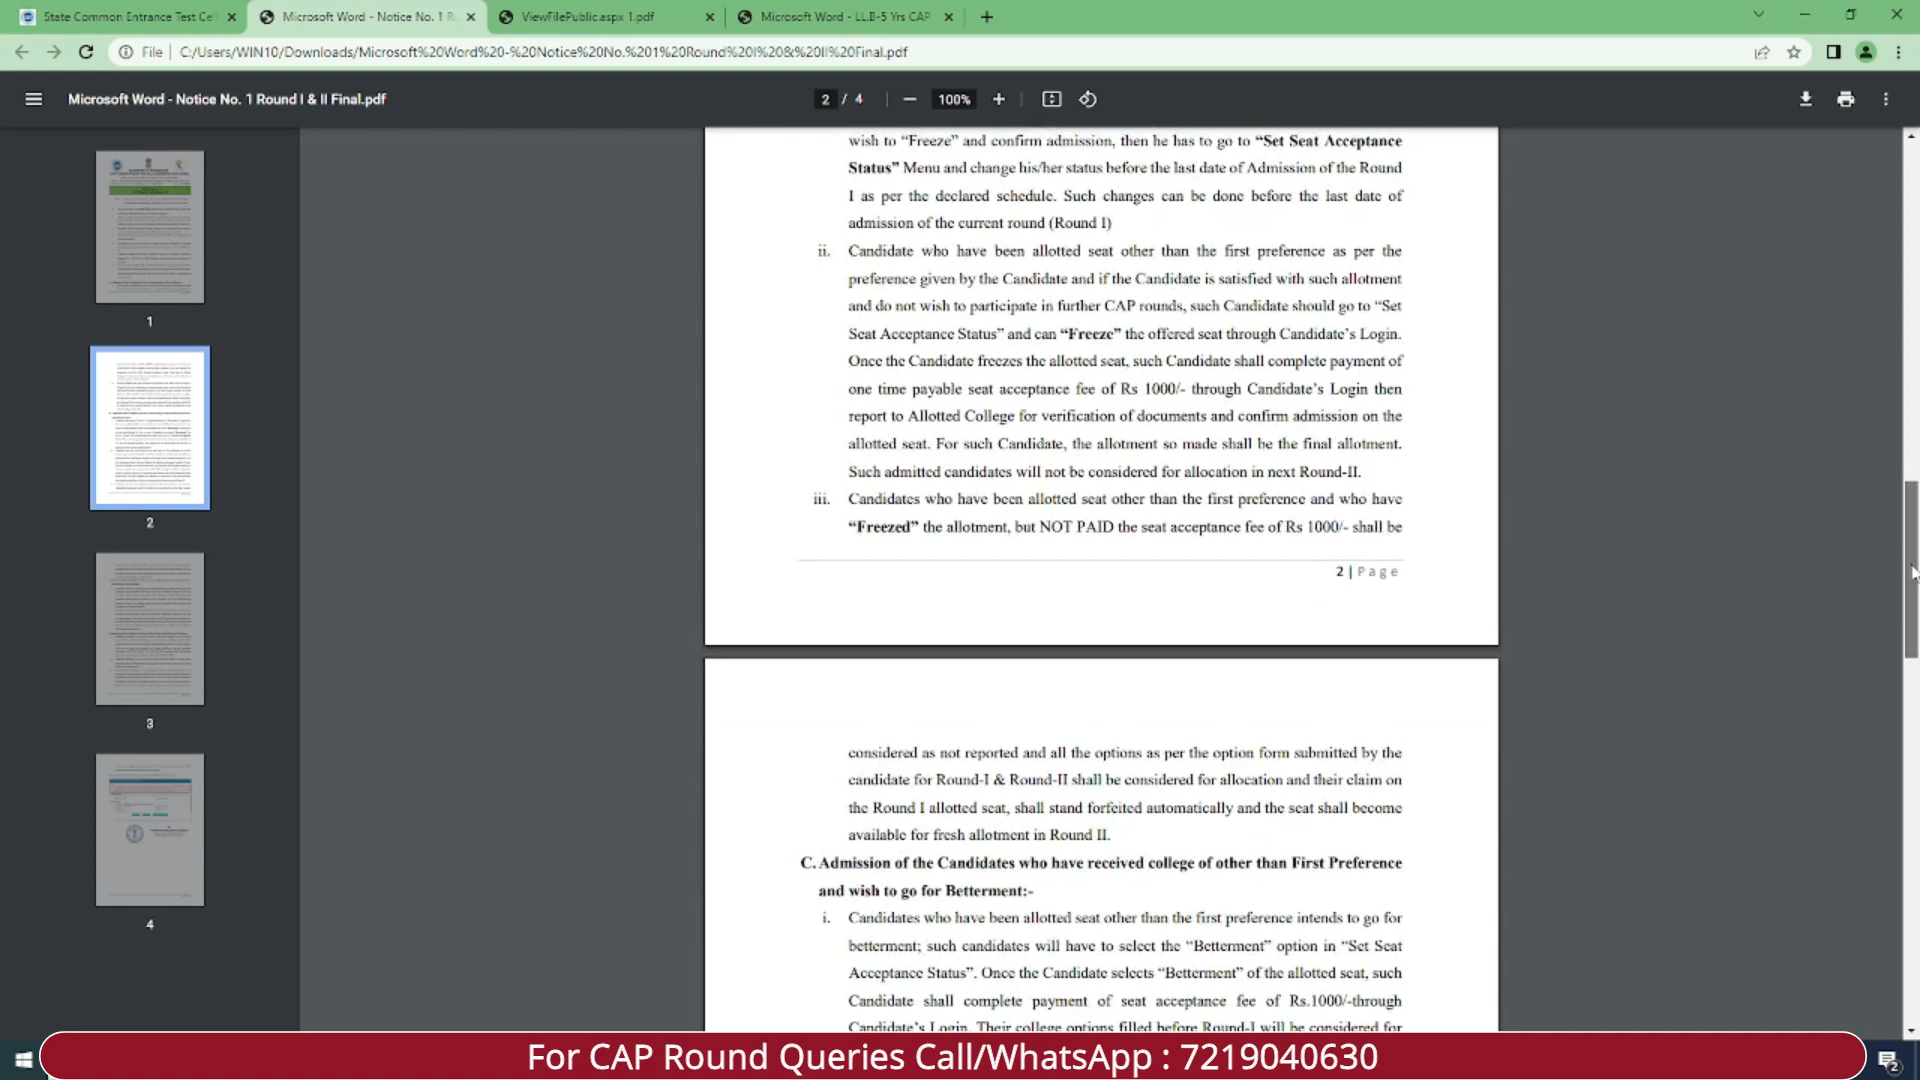 State Common Entrance Test Cel
Microsoft Word - Notice No. 1 R
ViewFilePublic.aspx 1.pdf
Microsoft Word - LL.B-5 Yrs CAP
File
C:/Users/WIN10/Downloads/Microsoft%20Word%20-%20Notice%20No.%201%20Round%20I%20&%20II%20Final.pdf
Microsoft Word - Notice No. 1 Round I & II Final.pdf
2 / 4
100%
1
2
3
4
wish to “Freeze” and confirm admission, then he has to go to “Set Seat Acceptance
Status” Menu and change his/her status before the last date of Admission of the Round
I as per the declared schedule. Such changes can be done before the last date of
admission of the current round (Round I)
ii. Candidate who have been allotted seat other than the first preference as per the
preference given by the Candidate and if the Candidate is satisfied with such allotment
and do not wish to participate in further CAP rounds, such Candidate should go to “Set
Seat Acceptance Status” and can “Freeze” the offered seat through Candidate’s Login.
Once the Candidate freezes the allotted seat, such Candidate shall complete payment of
one time payable seat acceptance fee of Rs 1000/- through Candidate’s Login then
report to Allotted College for verification of documents and confirm admission on the
allotted seat. For such Candidate, the allotment so made shall be the final allotment.
Such admitted candidates will not be considered for allocation in next Round-II.
iii. Candidates who have been allotted seat other than the first preference and who have
“Freezed” the allotment, but NOT PAID the seat acceptance fee of Rs 1000/- shall be
2 | Page
considered as not reported and all the options as per the option form submitted by the
candidate for Round-I & Round-II shall be considered for allocation and their claim on
the Round I allotted seat, shall stand forfeited automatically and the seat shall become
available for fresh allotment in Round II.
C. Admission of the Candidates who have received college of other than First Preference
and wish to go for Betterment:-
i. Candidates who have been allotted seat other than the first preference intends to go for
betterment; such candidates will have to select the “Betterment” option in “Set Seat
Acceptance Status”. Once the Candidate selects “Betterment” of the allotted seat, such
Candidate shall complete payment of seat acceptance fee of Rs.1000/-through
Candidate’s Login. Their college options filled before Round-I will be considered for
For CAP Round Queries Call/WhatsApp : 7219040630
2